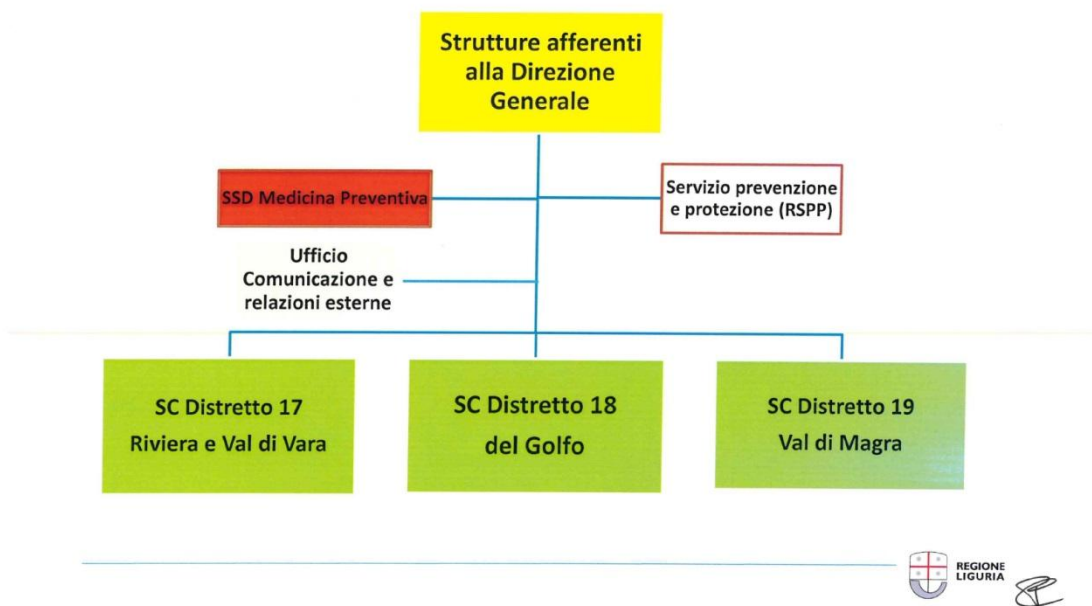 Strutture afferenti
alla Direzione
Generale
SSD Medicina Preventiva
Servizio prevenzione
e protezione (RSPP)
Ufficio
Comunicazione e
relazioni esterne
SC Distretto 17
Riviera e Val di Vara
SC Distretto 18
del Golfo
SC Distretto 19
Val di Magra
REGIONE
LIGURIA